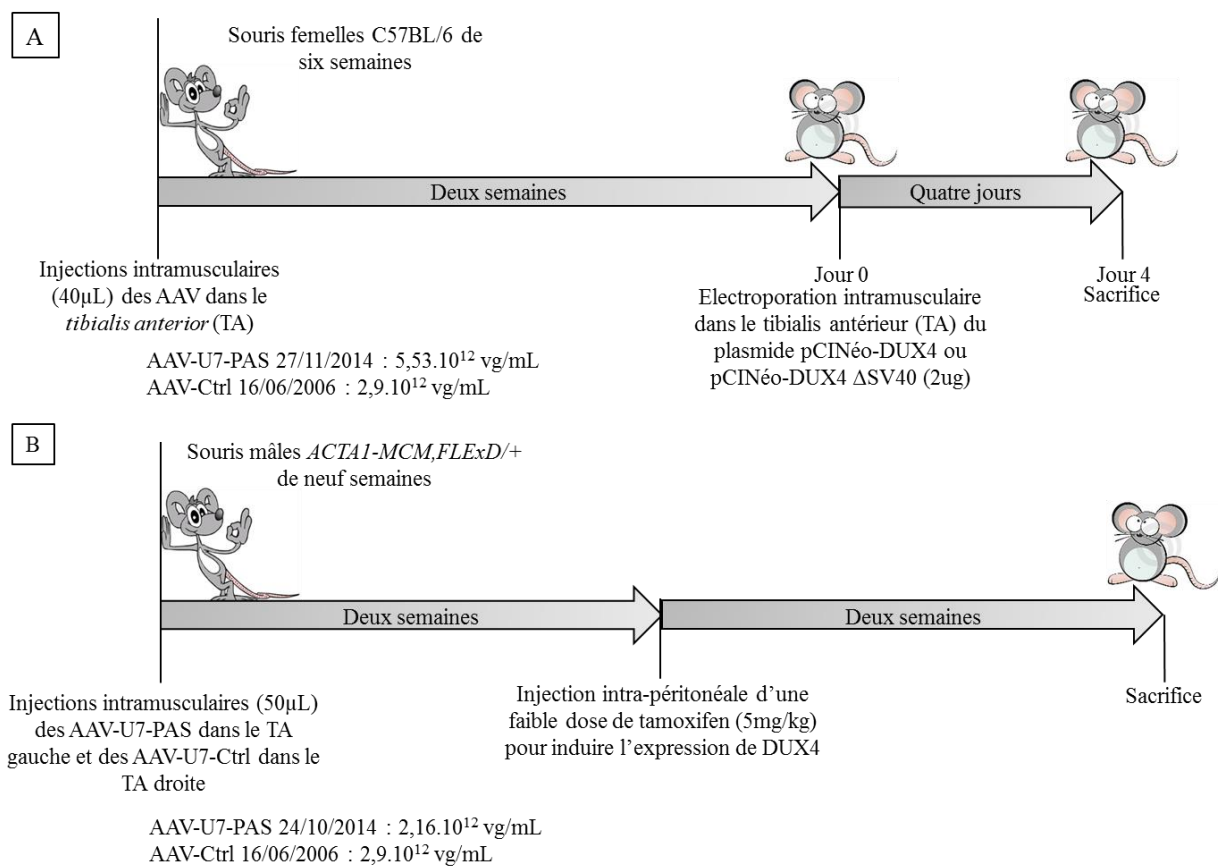 A
Souris femelles C57BL/6 de
six semaines
Deux semaines
Quatre jours
Injections intramusculaires
(40µL) des AAV dans le
tibialis anterior (TA)
AAV-U7-PAS 27/11/2014 : 5,53.10¹² vg/mL
AAV-Ctrl 16/06/2006 : 2,9.10¹² vg/mL
Jour 0
Electroporation intramusculaire
dans le tibialis antérieur (TA) du
plasmide pCINéo-DUX4 ou
pCINéo-DUX4 ΔSV40 (2ug)
Jour 4
Sacrifice
B
Souris mâles ACTA1-MCM,FLExD/+
de neuf semaines
Deux semaines
Deux semaines
Injections intramusculaires (50µL)
des AAV-U7-PAS dans le TA
gauche et des AAV-U7-Ctrl dans le
TA droite
AAV-U7-PAS 24/10/2014 : 2,16.10¹² vg/mL
AAV-Ctrl 16/06/2006 : 2,9.10¹² vg/mL
Injection intra-péritonéale d’une
faible dose de tamoxifen (5mg/kg)
pour induire l’expression de DUX4
Sacrifice